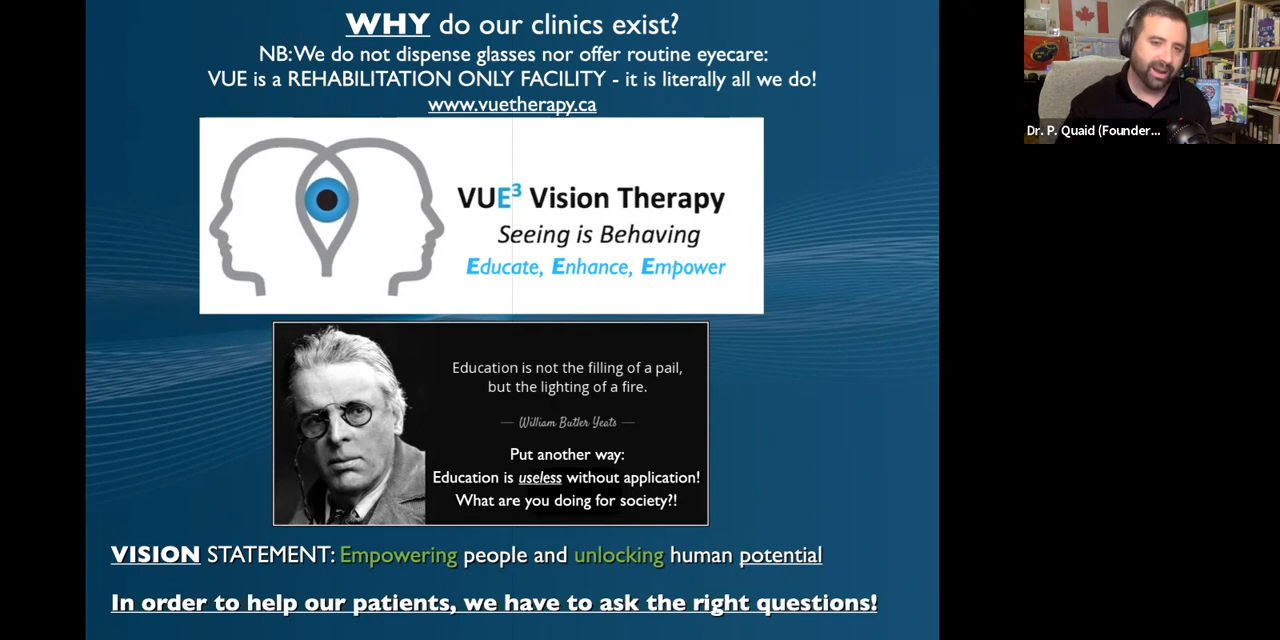 WHY do our clinics exist?
NB: We do not dispense glasses nor offer routine eyecare:
VUE is a REHABILITATION ONLY FACILITY - it is literally all we do!
www.vuetherapy.ca
VUE³ Vision Therapy
Seeing is Behaving
Educate, Enhance, Empower
Education is not the filling of a pail,
but the lighting of a fire.
— William Butler Yeats —
Put another way:
Education is useless without application!
What are you doing for society?!
VISION STATEMENT: Empowering people and unlocking human potential
In order to help our patients, we have to ask the right questions!
Dr. P. Quaid (Founder...